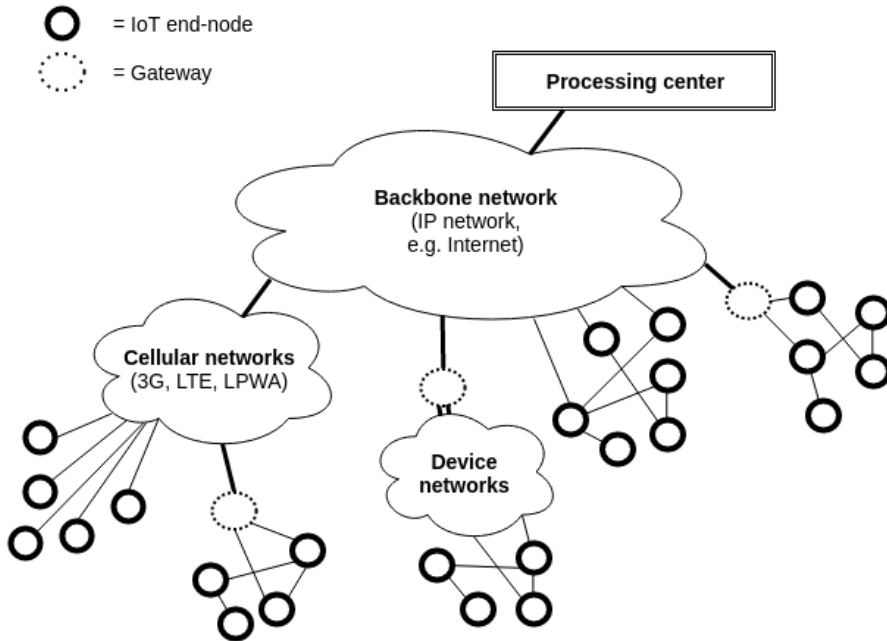 = IoT end-node
= Gateway
Processing center
Backbone network
(IP network,
e.g. Internet)
Cellular networks
(3G, LTE, LPWA)
Device
networks